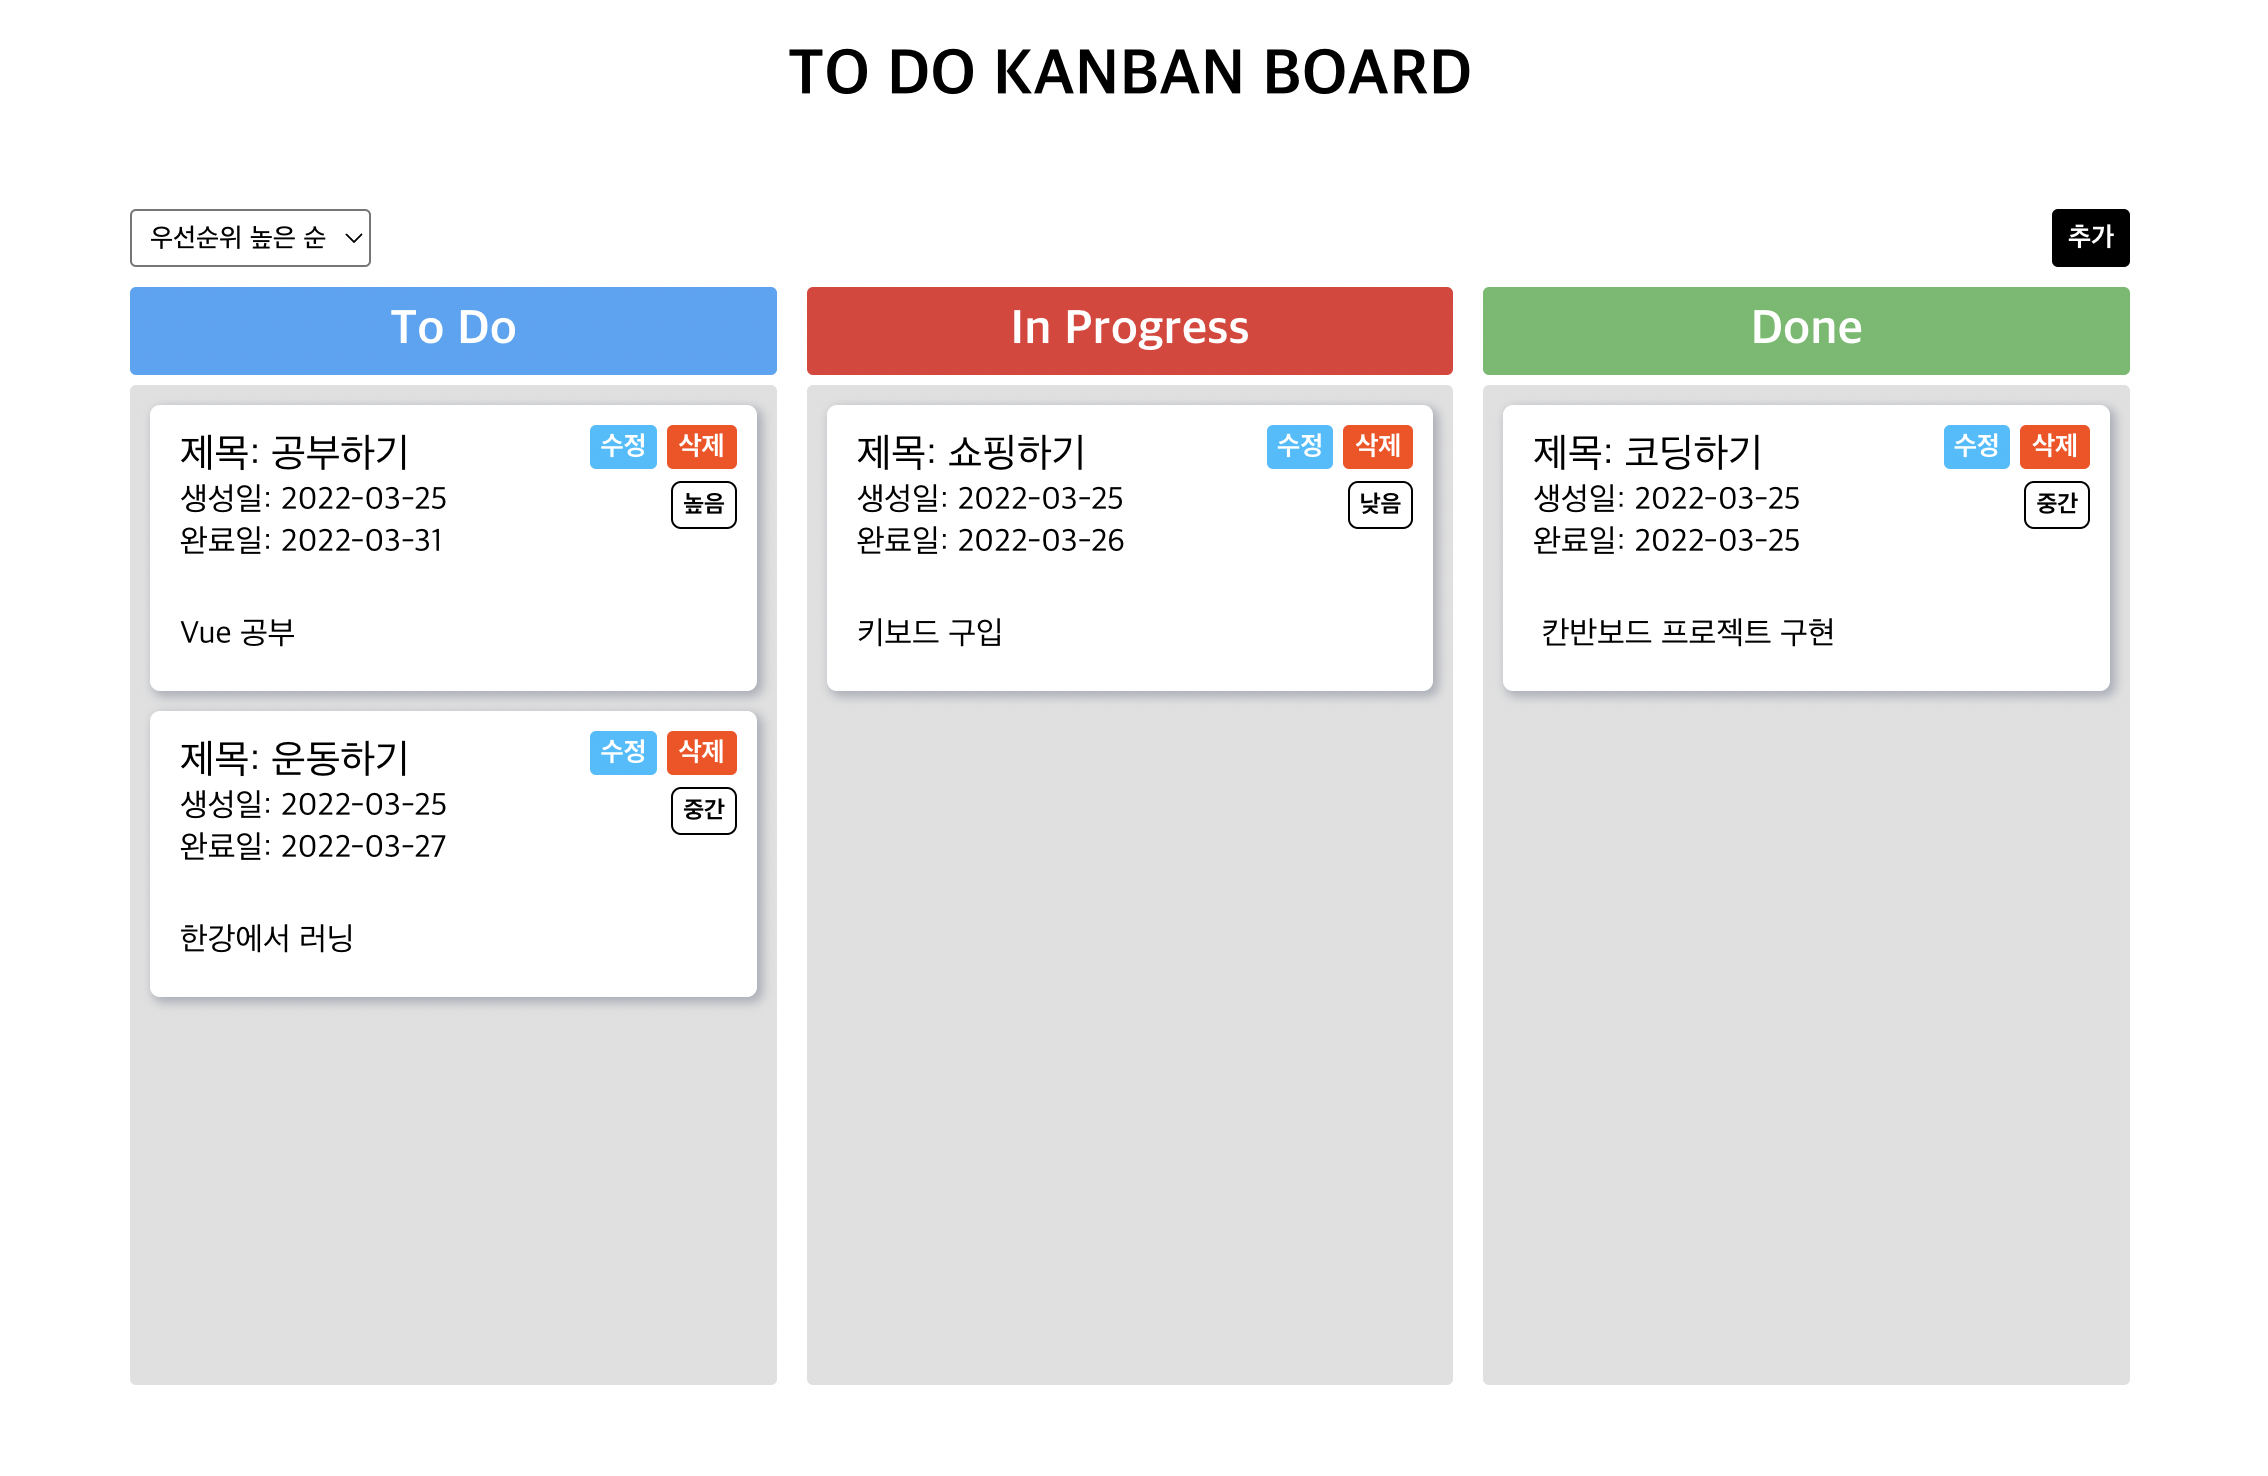 TO DO KANBAN BOARD
우선순위 높은 순
추가
To Do
제목: 공부하기
수정
삭제
생성일: 2022-03-25
높음
완료일: 2022-03-31
Vue 공부
제목: 운동하기
수정
삭제
생성일: 2022-03-25
중간
완료일: 2022-03-27
한강에서 러닝
In Progress
제목: 쇼핑하기
수정
삭제
생성일: 2022-03-25
낮음
완료일: 2022-03-26
키보드 구입
Done
제목: 코딩하기
수정
삭제
생성일: 2022-03-25
중간
완료일: 2022-03-25
칸반보드 프로젝트 구현